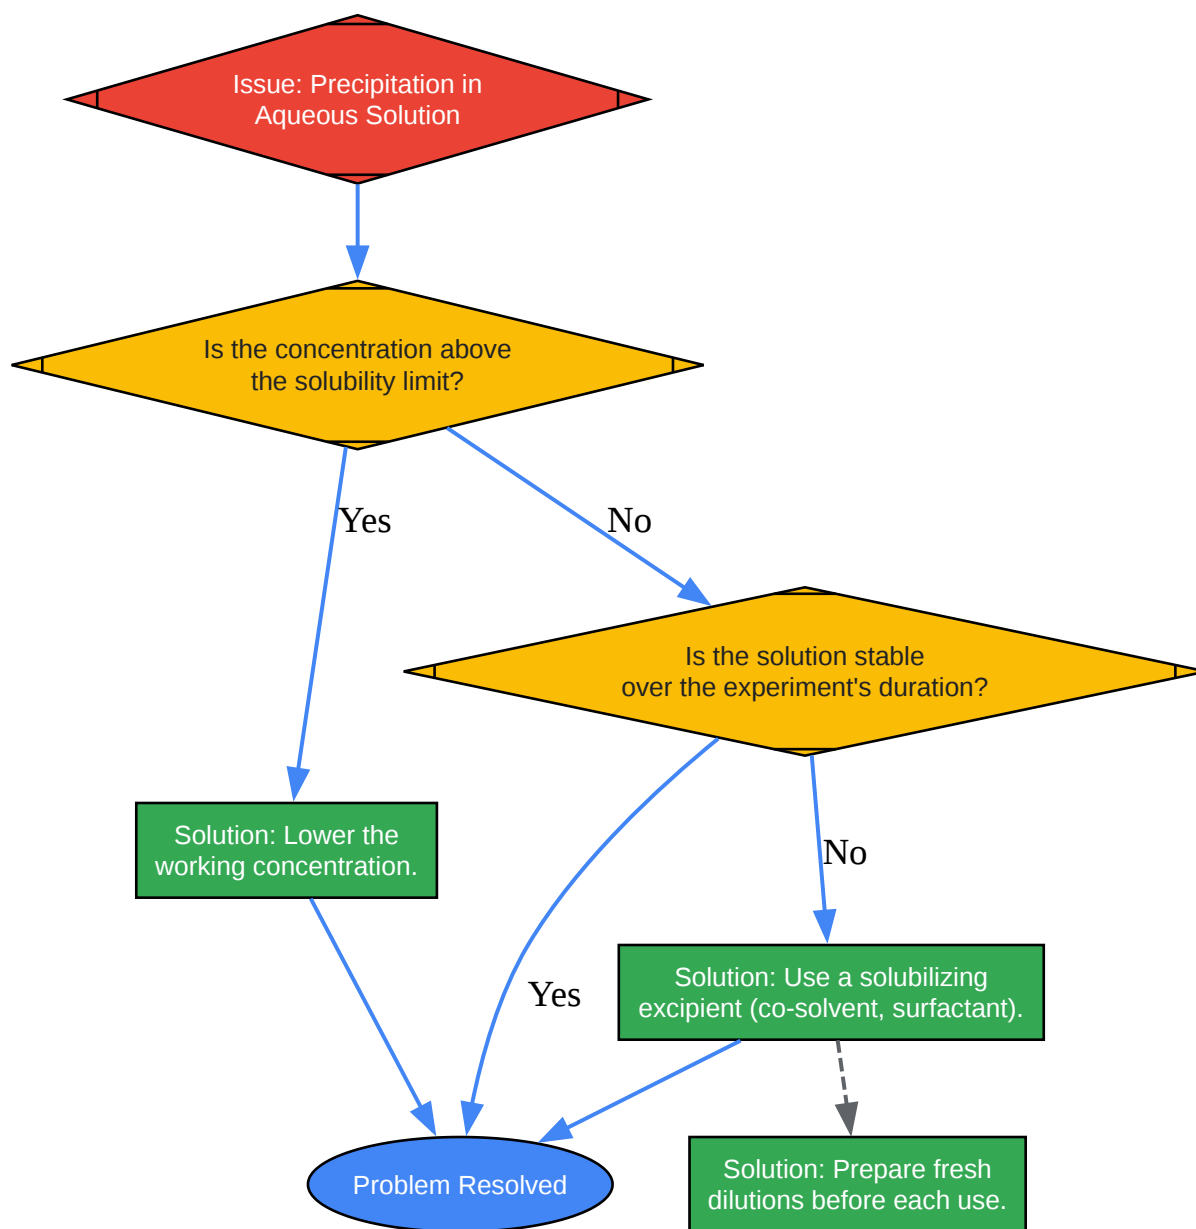 Issue: Precipitation in
Aqueous Solution
Is the concentration above
the solubility limit?
Yes
No
Is the solution stable
over the experiment's duration?
Solution: Lower the
working concentration.
No
Yes
Solution: Use a solubilizing
excipient (co-solvent, surfactant).
Problem Resolved
Solution: Prepare fresh
dilutions before each use.